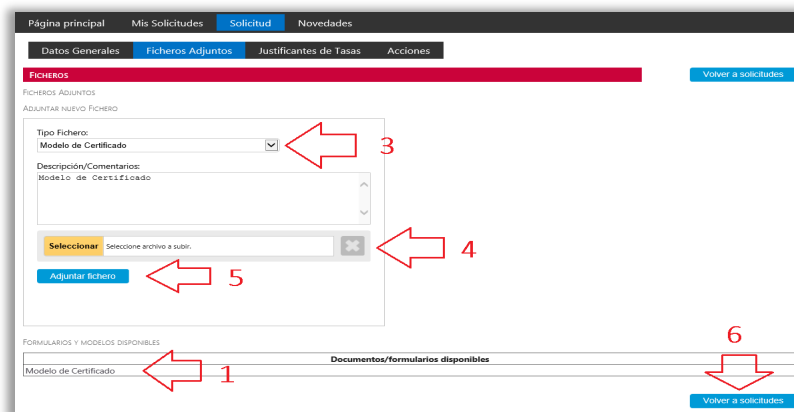 Página principal Mis Solicitudes Solicitud Novedades
Datos Generales Ficheros Adjuntos Justificantes de Tasas Acciones
FICHEROS Volver a solicitudes
FICHEROS ADJUNTOS
ADJUNTAR NUEVO FICHERO
Tipo Fichero:
Modelo de Certificado 3
Descripción/Comentarios:
Modelo de Certificado
Seleccionar Seleccione archivo a subir. 4
Adjuntar fichero 5
FORMULARIOS Y MODELOS DISPONIBLES 6
Documentos/formularios disponibles
Modelo de Certificado 1
Volver a solicitudes